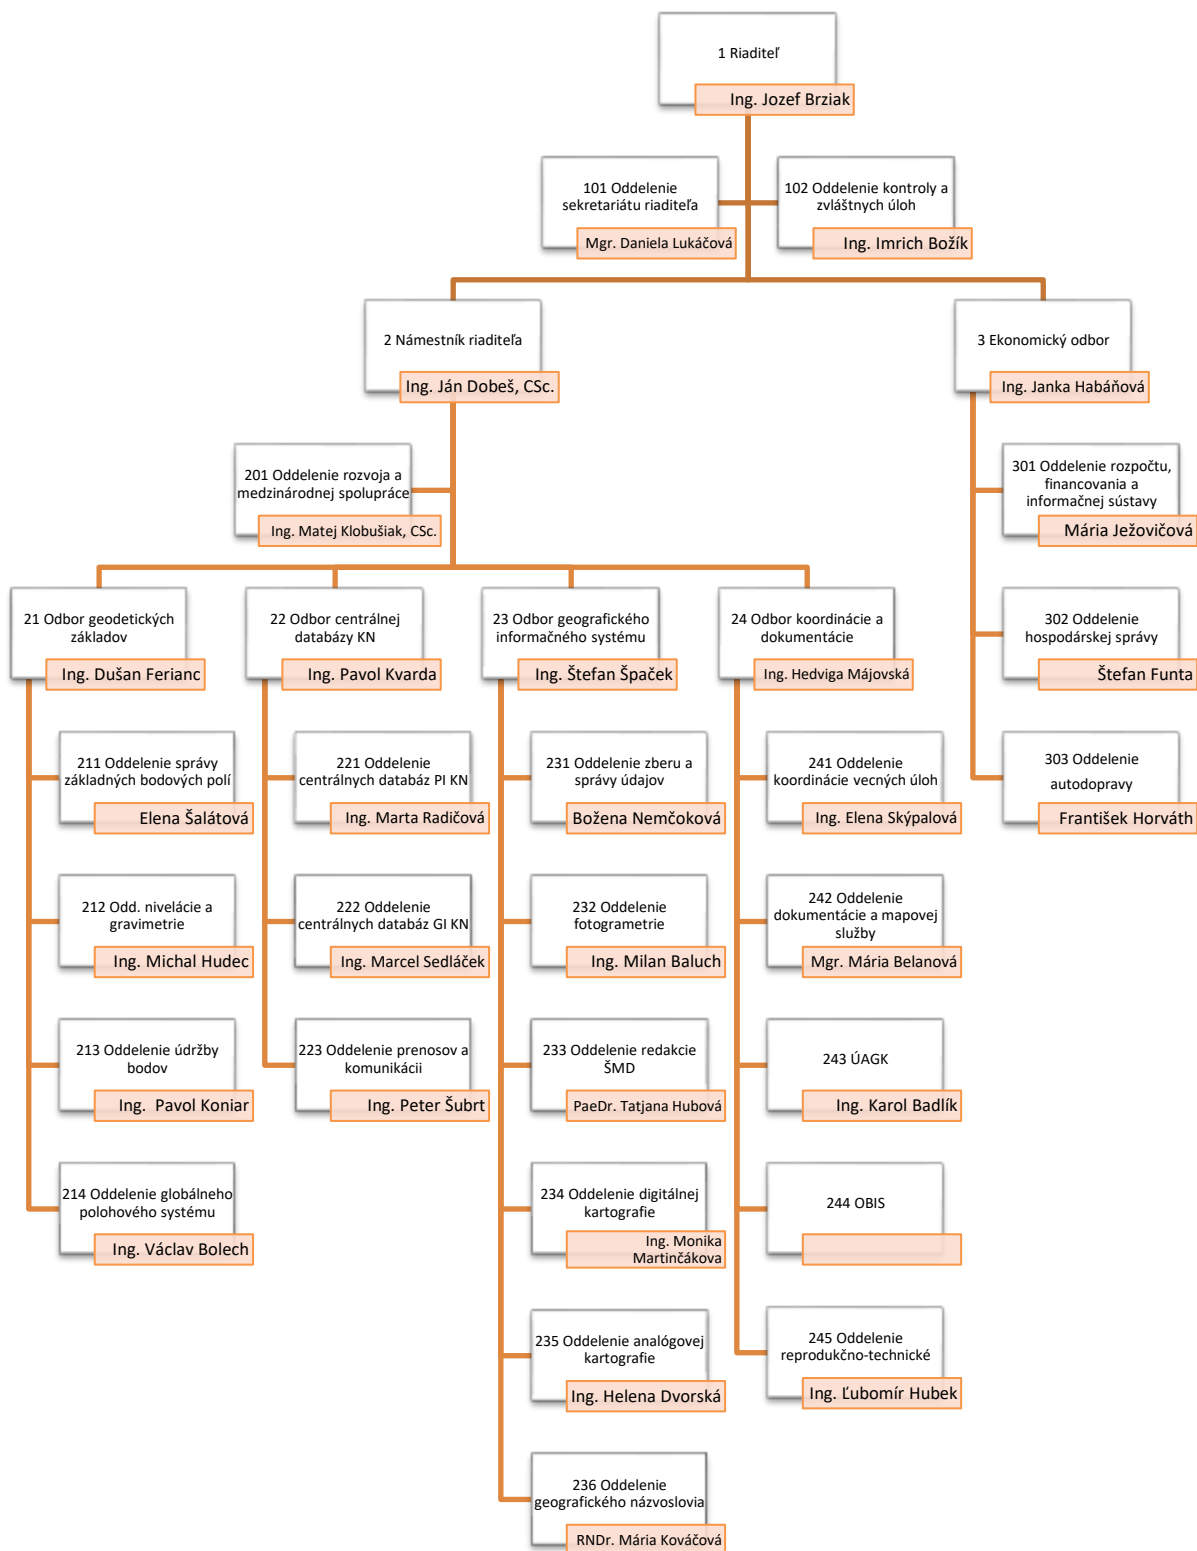 1 Riaditeľ
Ing. Jozef Brziak
101 Oddelenie
sekretariátu riaditeľa
Mgr. Daniela Lukáčová
102 Oddelenie kontroly a
zvláštnych úloh
Ing. Imrich Božík
2 Námestník riaditeľa
Ing. Ján Dobeš, CSc.
3 Ekonomický odbor
Ing. Janka Habáňová
201 Oddelenie rozvoja a
medzinárodnej spolupráce
Ing. Matej Klobušiak, CSc.
301 Oddelenie rozpočtu,
financovania a
informačnej sústavy
Mária Ježovičová
21 Odbor geodetických
základov
Ing. Dušan Ferianc
22 Odbor centrálnej
databázy KN
Ing. Pavol Kvarda
23 Odbor geografického
informačného systému
Ing. Štefan Špaček
24 Odbor koordinácie a
dokumentácie
Ing. Hedviga Májovská
302 Oddelenie
hospodárskej správy
Štefan Funta
211 Oddelenie správy
základných bodových polí
Elena Šalátová
221 Oddelenie
centrálnych databáz PI KN
Ing. Marta Radičová
231 Oddelenie zberu a
správy údajov
Božena Nemčoková
241 Oddelenie
koordinácie vecných úloh
Ing. Elena Skýpalová
303 Oddelenie
autodopravy
František Horváth
212 Odd. nivelácie a
gravimetrie
Ing. Michal Hudec
222 Oddelenie
centrálnych databáz GI KN
Ing. Marcel Sedláček
232 Oddelenie
fotogrametrie
Ing. Milan Baluch
242 Oddelenie
dokumentácie a mapovej
služby
Mgr. Mária Belanová
213 Oddelenie údržby
bodov
Ing. Pavol Koniar
223 Oddelenie prenosov a
komunikácii
Ing. Peter Šubrt
233 Oddelenie redakcie
ŠMD
PaeDr. Tatjana Hubová
243 ÚAGK
Ing. Karol Badlík
214 Oddelenie globálneho
polohového systému
Ing. Václav Bolech
234 Oddelenie digitálnej
kartografie
Ing. Monika
Martinčákova
244 OBIS
235 Oddelenie analógovej
kartografie
Ing. Helena Dvorská
245 Oddelenie
reprodukčno-technické
Ing. Ľubomír Hubek
236 Oddelenie
geografického názvoslovia
RNDr. Mária Kováčová